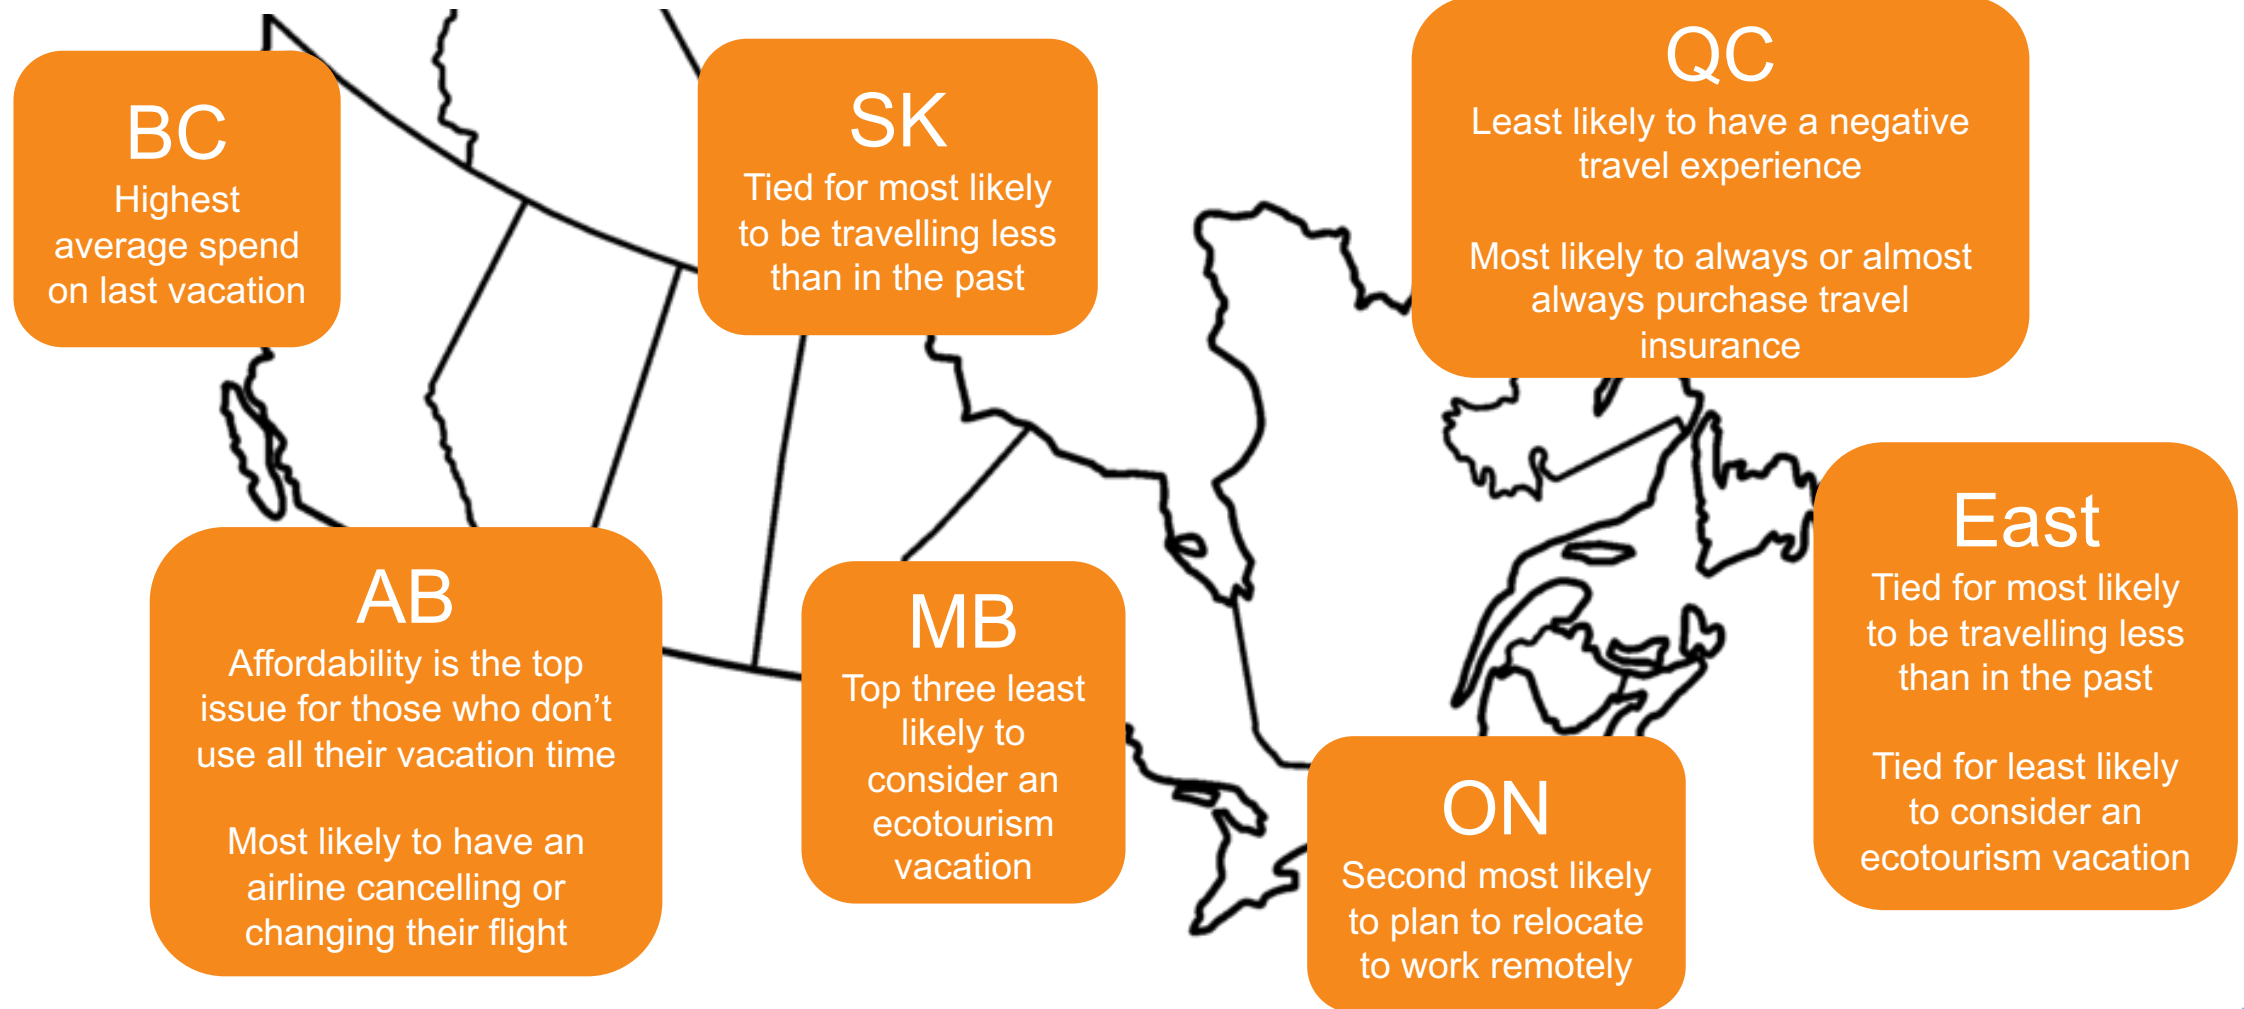 BC
Highest
average spend
on last vacation
SK
Tied for most likely
to be travelling less
than in the past
QC
Least likely to have a negative
travel experience
Most likely to always or almost
always purchase travel
insurance
AB
Affordability is the top
issue for those who don’t
use all their vacation time
Most likely to have an
airline cancelling or
changing their flight
MB
Top three least
likely to
consider an
ecotourism
vacation
ON
Second most likely
to plan to relocate
to work remotely
East
Tied for most likely
to be travelling less
than in the past
Tied for least likely
to consider an
ecotourism vacation